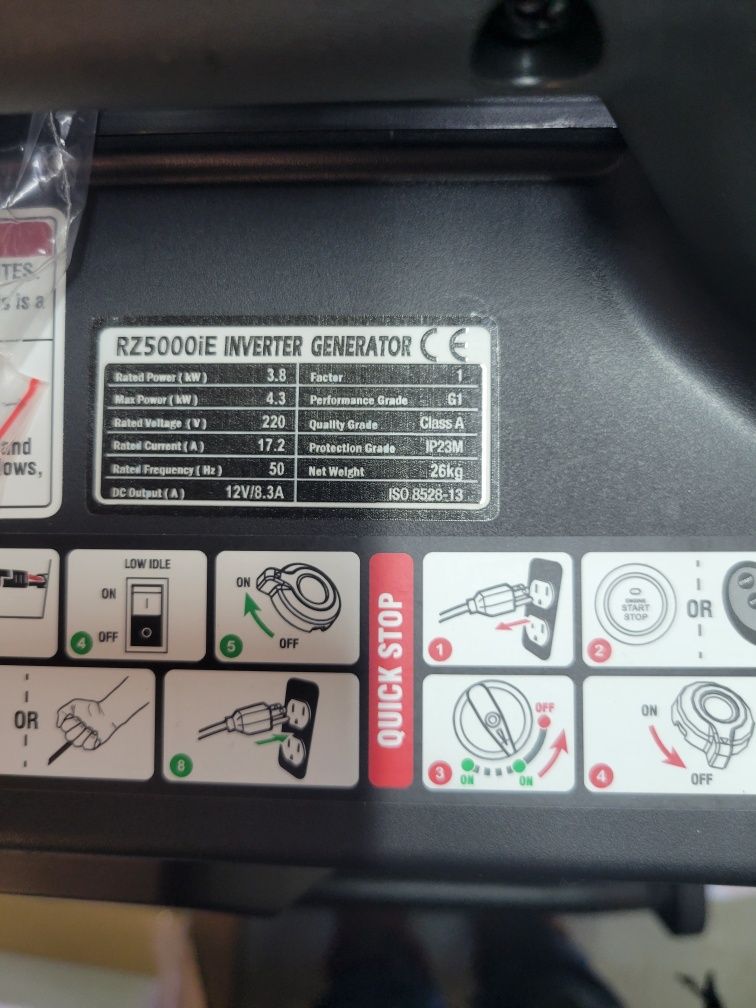 TES.
s is a
and
ows,
RZ5000iE INVERTER GENERATOR CE
Rated Power ( kW ) 3.8 Factor 1
Max Power ( kW ) 4.3 Performance Grade G1
Rated Voltage ( V ) 220 Quality Grade Class A
Rated Current ( A ) 17.2 Protection Grade IP23M
Rated Frequency ( Hz ) 50 Net Weight 26kg
DC Output ( A ) 12V/8.3A ISO 8528-13
LOW IDLE
ON
OFF
4
ON
OFF
5
OR
8
QUICK STOP
1
ENGINE
START
STOP
2
OR
OFF
ON
ON
3
ON
OFF
4